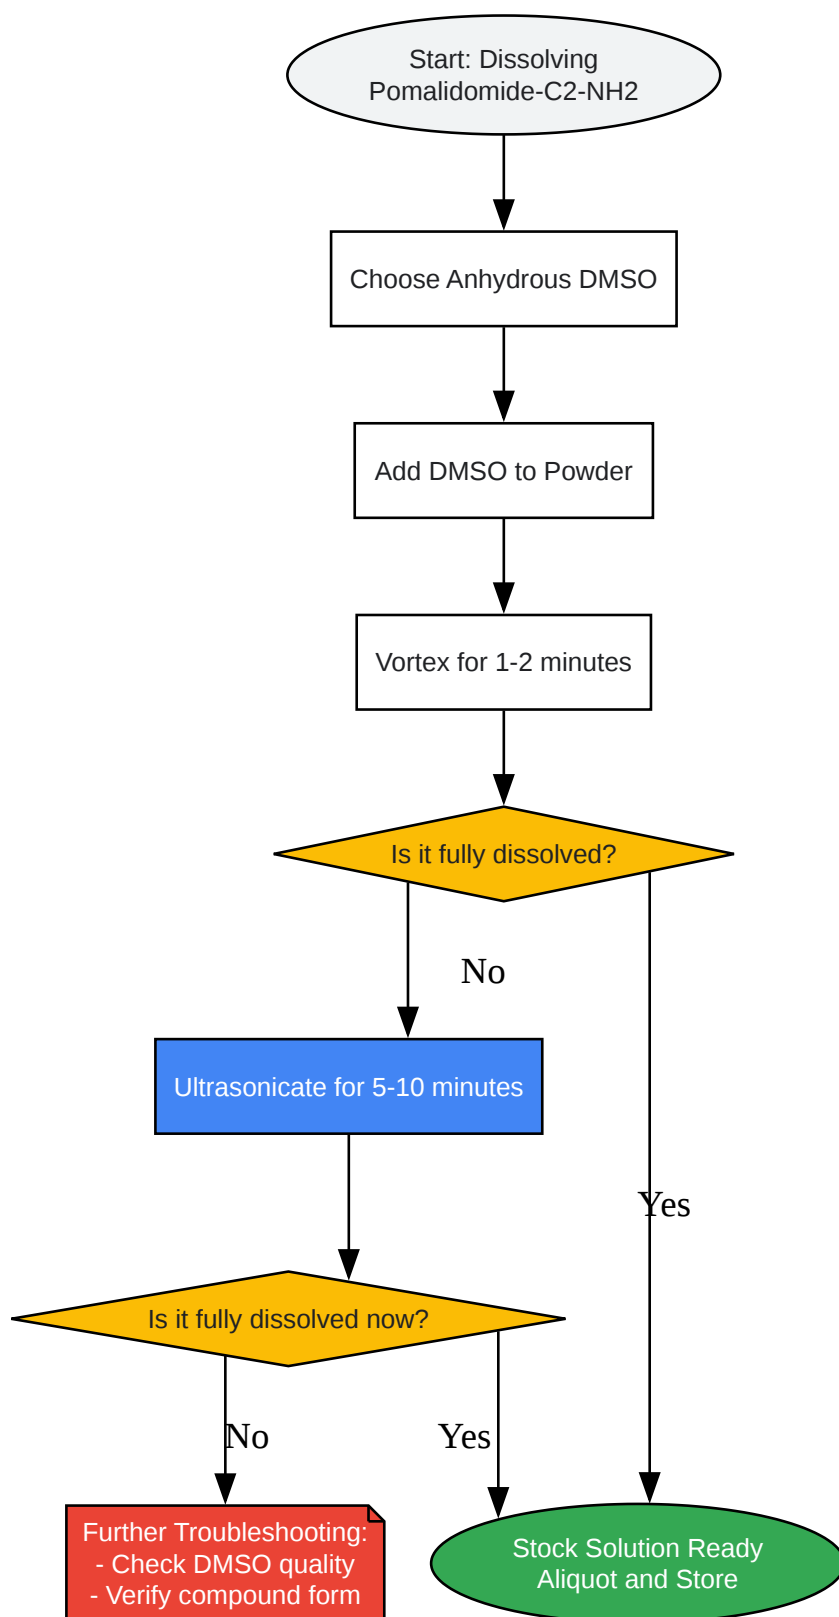 Start: Dissolving
Pomalidomide-C2-NH2
Choose Anhydrous DMSO
Add DMSO to Powder
Vortex for 1-2 minutes
Is it fully dissolved?
No
Ultrasonicate for 5-10 minutes
Yes
Is it fully dissolved now?
No
Yes
Further Troubleshooting:
- Check DMSO quality
- Verify compound form
Stock Solution Ready
Aliquot and Store